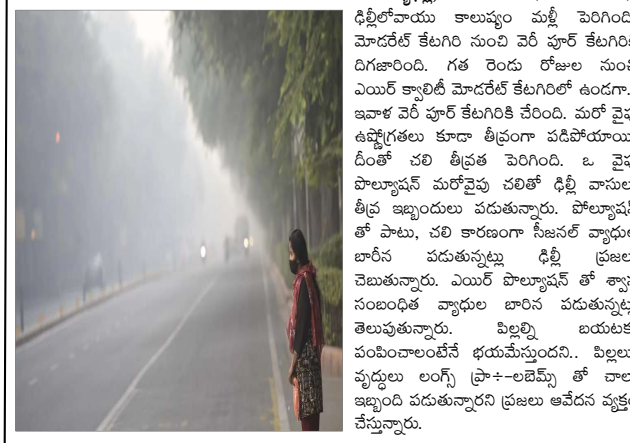 ఢిల్లీలోవాయు కాలుష్యం మళ్లీ పెరిగింది
మోడరేట్ కేటగిరి నుంచి వెరీ పూర్ కేటగిరికి
దిగజారింది. గత రెండు రోజుల నుంచి
ఎయిర్ క్వాలిటీ మోడరేట్ కేటగిరిలో ఉండగా.
ఇవాళ వెరీ పూర్ కేటగిరికి చేరింది. మరో వైపు
ఉష్ణోగ్రతలు కూడా తీవ్రంగా పడిపోయాయి
దీంతో చలి తీవ్రత పెరిగింది. ఒ వైపు
పొల్యూషన్ మరోవైపు చలితో ఢిల్లీ వాసులు
తీవ్ర ఇబ్బందులు పడుతున్నారు. పోల్యూషన్
తో పాటు, చలి కారణంగా సీజనల్ వ్యాధుల
బారీన పడుతున్నట్లు ఢిల్లీ ప్రజలు
చెబుతున్నారు. ఎయిర్ పొల్యూషన్ తో శ్వాస
సంబంధిత వ్యాధుల బారిన పడుతున్నట్లు
తెలుపుతున్నారు. పిల్లల్ని బయటకు
పంపించాలంటేనే భయమేస్తుందని.. పిల్లలు
వృద్ధులు లంగ్స్ ప్రా÷–లబెమ్స్ తో చాలా
ఇబ్బంది పడుతున్నారని ప్రజలు ఆవేదన వ్యక్తం
చేస్తున్నారు.